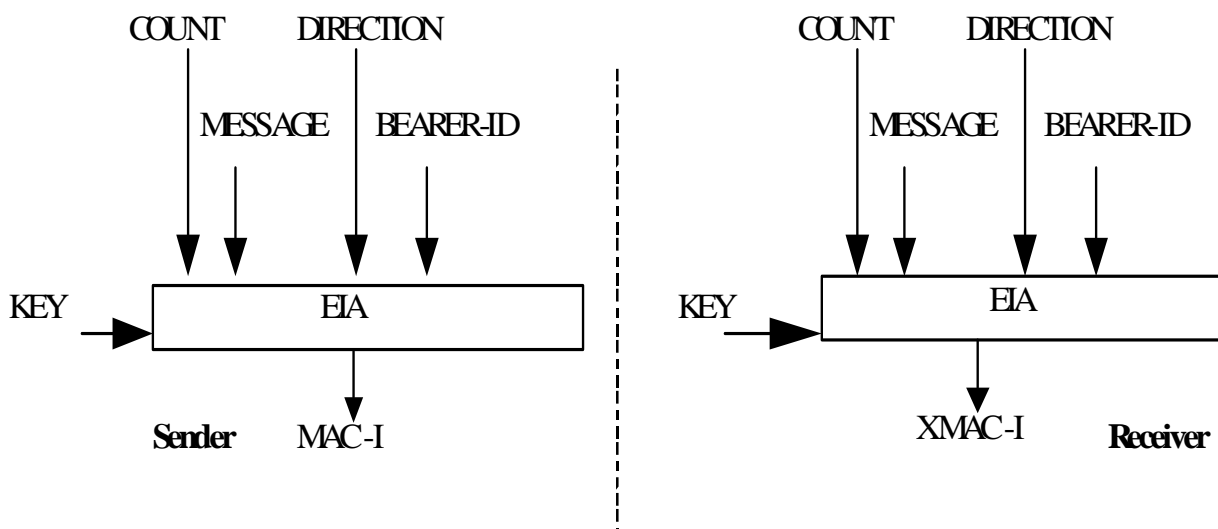 COUNT DIRECTION
MESSAGE BEARER-ID
KEY
EIA
Sender MAC-I
COUNT DIRECTION
MESSAGE BEARER-ID
KEY
EIA
XMAC-I Receiver